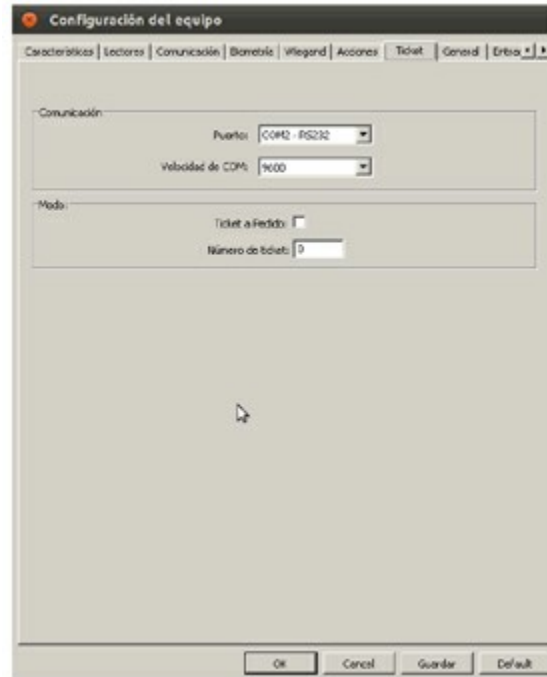 Configuración del equipo
Características Lectores Comunicación Biometría Wiegand Acciones Ticket General
Comunicación
Puerto: COM2 - RS232
Velocidad de COM: 9600
Modo:
Ticket a Pedido:
Número de ticket: 0
OK Cancel Guardar Default